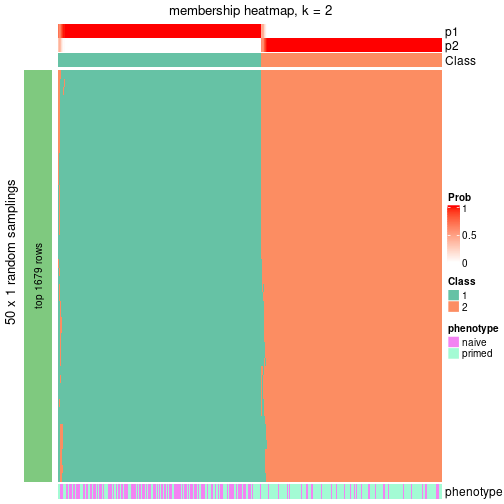 membership heatmap, k = 2
p1
p2
Class
50 x 1 random samplings
top 1679 rows
Prob
1
0.5
0
Class
1
2
phenotype
naive
primed
phenotype